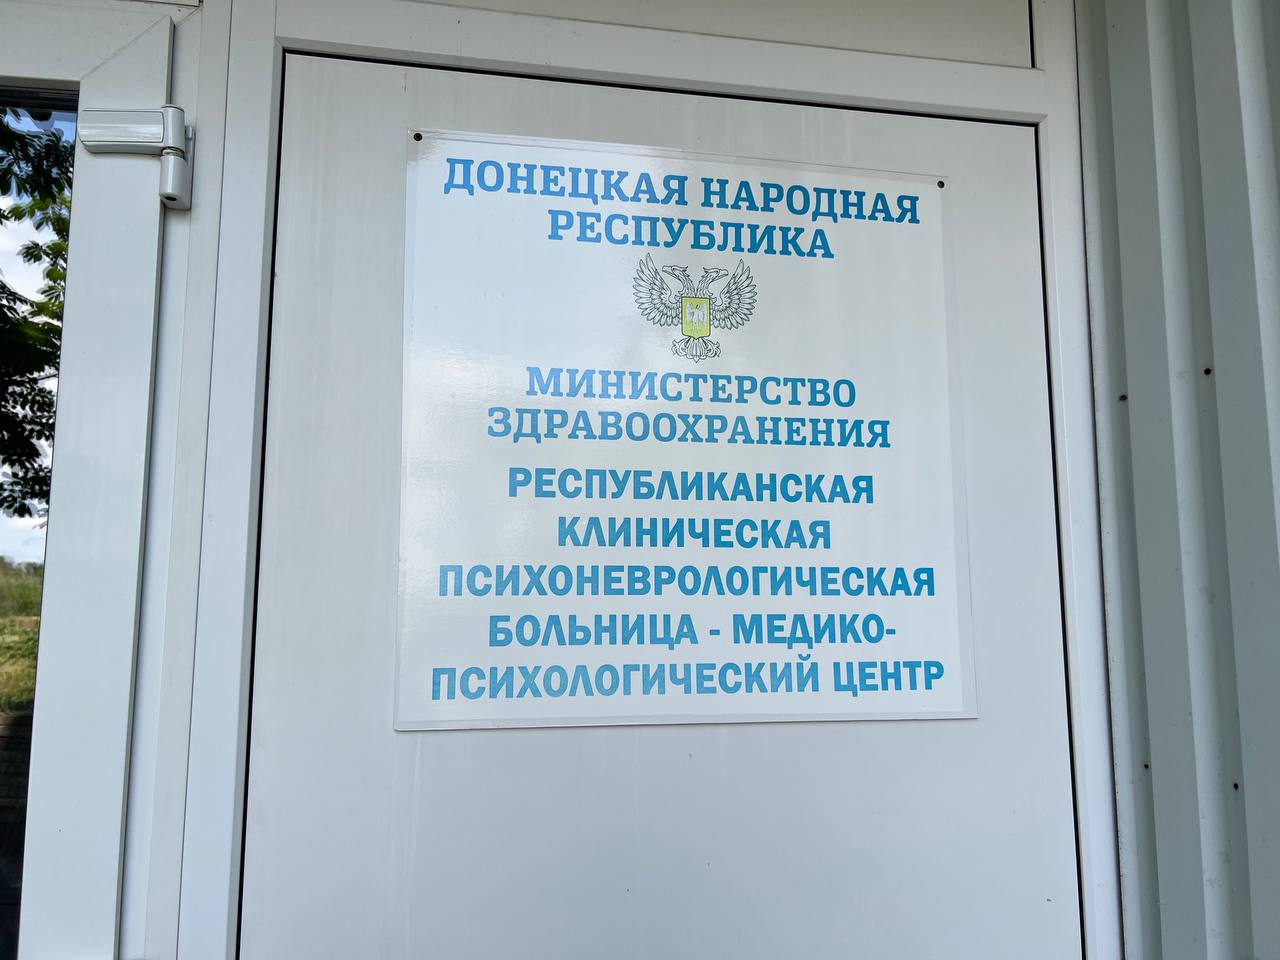 ДОНЕЦКАЯ НАРОДНАЯ
РЕСПУБЛИКА
МИНИСТЕРСТВО
ЗДРАВООХРАНЕНИЯ
РЕСПУБЛИКАНСКАЯ
КЛИНИЧЕСКАЯ
ПСИХОНЕВРОЛОГИЧЕСКАЯ
БОЛЬНИЦА - МЕДИКО-
ПСИХОЛОГИЧЕСКИЙ ЦЕНТР